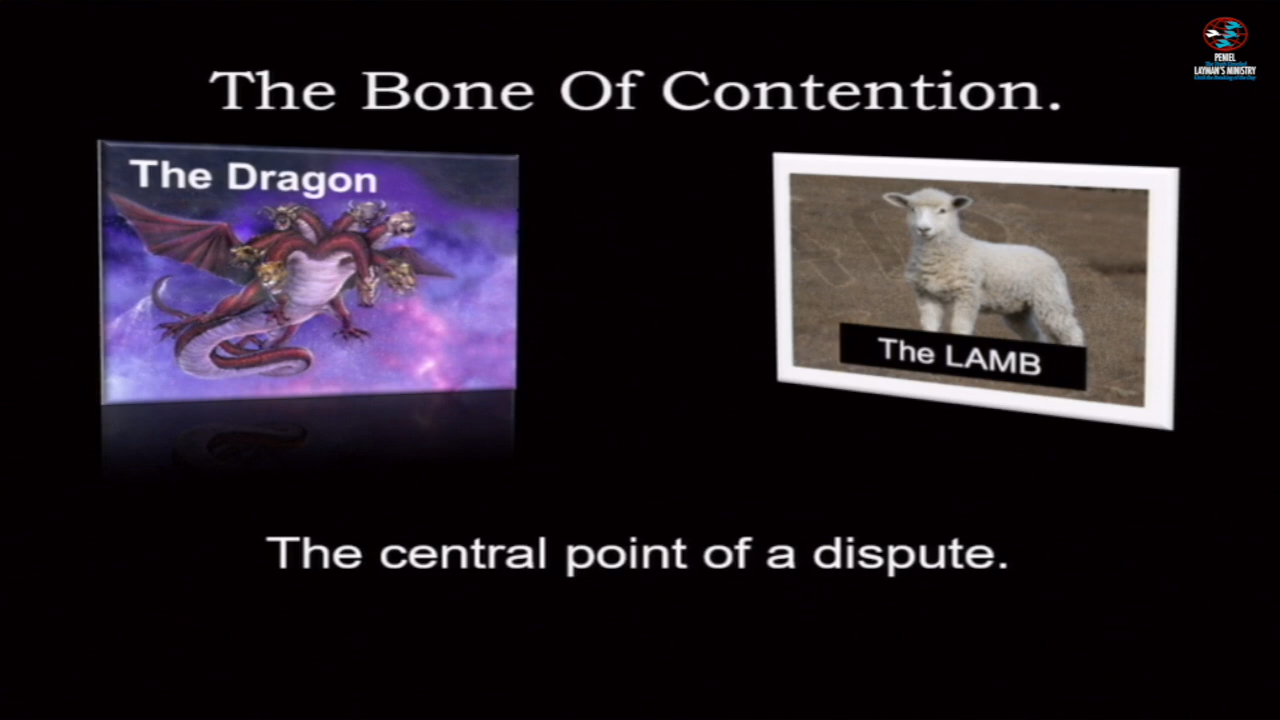 The Bone Of Contention.
PENIEL
LAYMAN'S MINISTRY
The Dragon
The LAMB
The central point of a dispute.